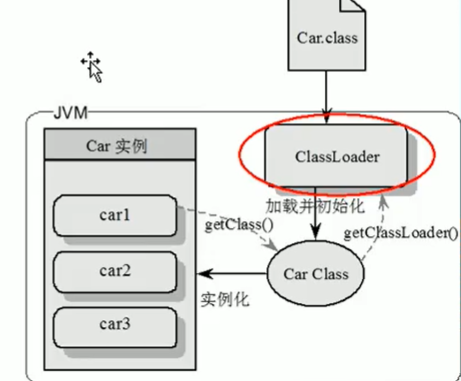 Car.class
JVM
Car 实例
ClassLoader
加载并初始化
car1
getClass()
getClassLoader()
car2
Car Class
实例化
car3